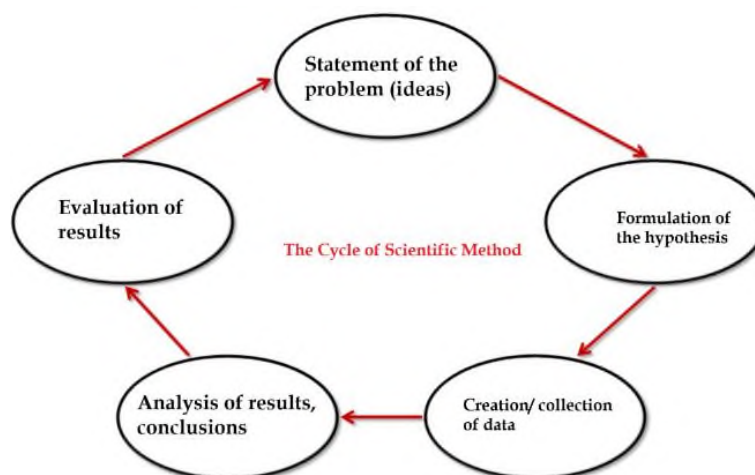 Statement of the
problem (ideas)
Formulation of
the hypothesis
Creation/ collection
of data
Analysis of results,
conclusions
Evaluation of
results
The Cycle of Scientific Method